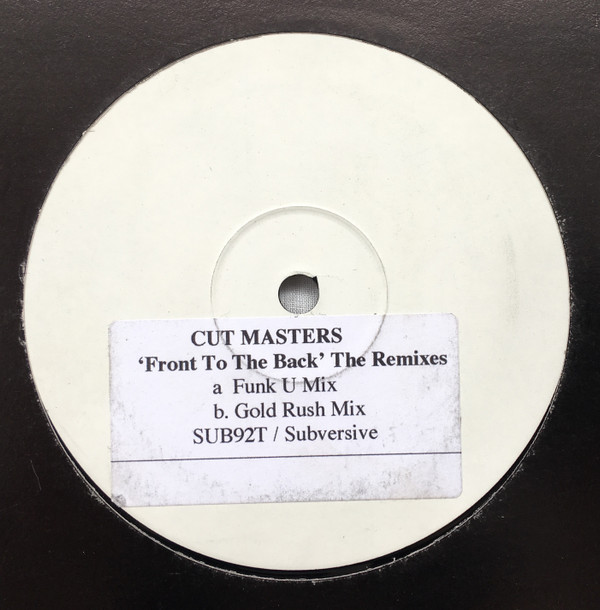 CUT MASTERS
‘Front To The Back’ The Remixes
a Funk U Mix
b. Gold Rush Mix
SUB92T / Subversive